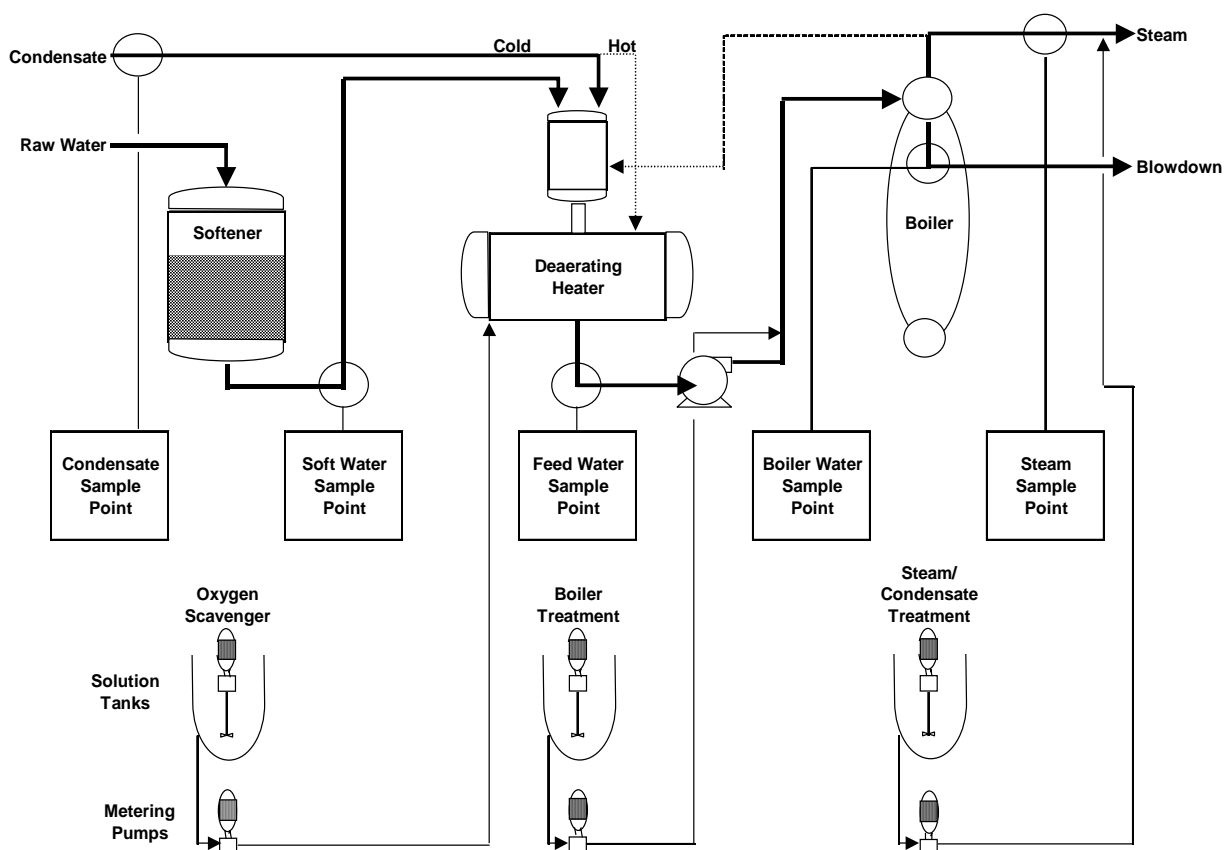 Cold
Hot
Steam
Condensate
Raw Water
Blowdown
Softener
Boiler
Deaerating
Heater
Condensate
Sample
Point
Soft Water
Sample
Point
Feed Water
Sample
Point
Boiler Water
Sample
Point
Steam
Sample
Point
Oxygen
Scavenger
Boiler
Treatment
Steam/
Condensate
Treatment
Solution
Tanks
Metering
Pumps